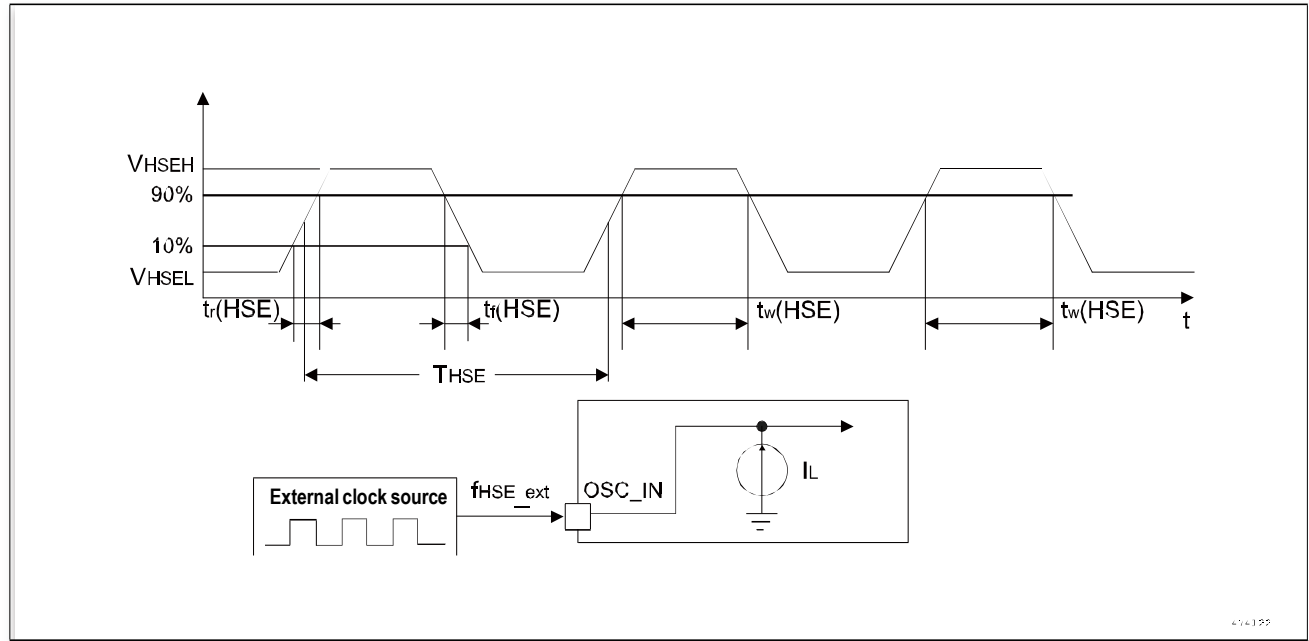 VHSEH
90%
10%
VHSEL
tr(HSE)
tf(HSE)
tw(HSE)
tw(HSE)
t
THSE
External clock source
fHSE_ext
OSC_IN
IL